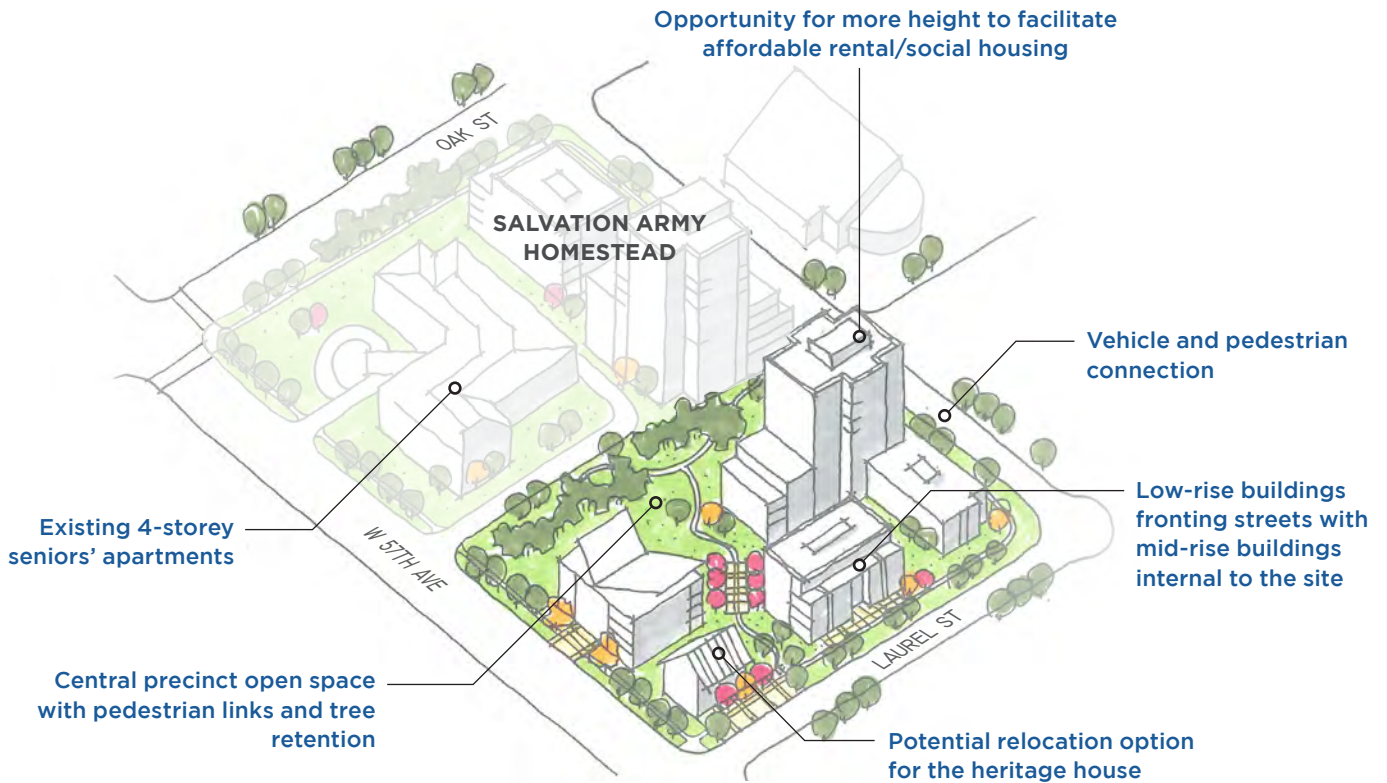 Opportunity for more height to facilitate
affordable rental/social housing
OAK ST
SALVATION ARMY
HOMESTEAD
Vehicle and pedestrian
connection
Existing 4-storey
seniors’ apartments
W 57TH AVE
Low-rise buildings
fronting streets with
mid-rise buildings
internal to the site
LAUREL ST
Central precinct open space
with pedestrian links and tree
retention
Potential relocation option
for the heritage house